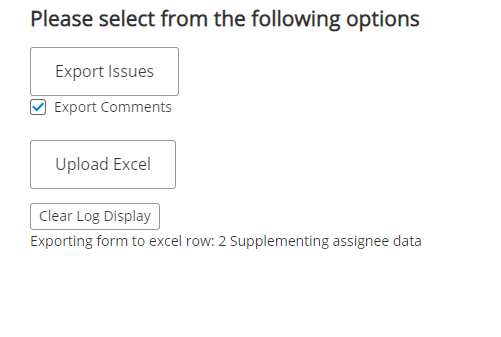 Please select from the following options
Export Issues
Export Comments
Upload Excel
Clear Log Display
Exporting form to excel row: 2 Supplementing assignee data